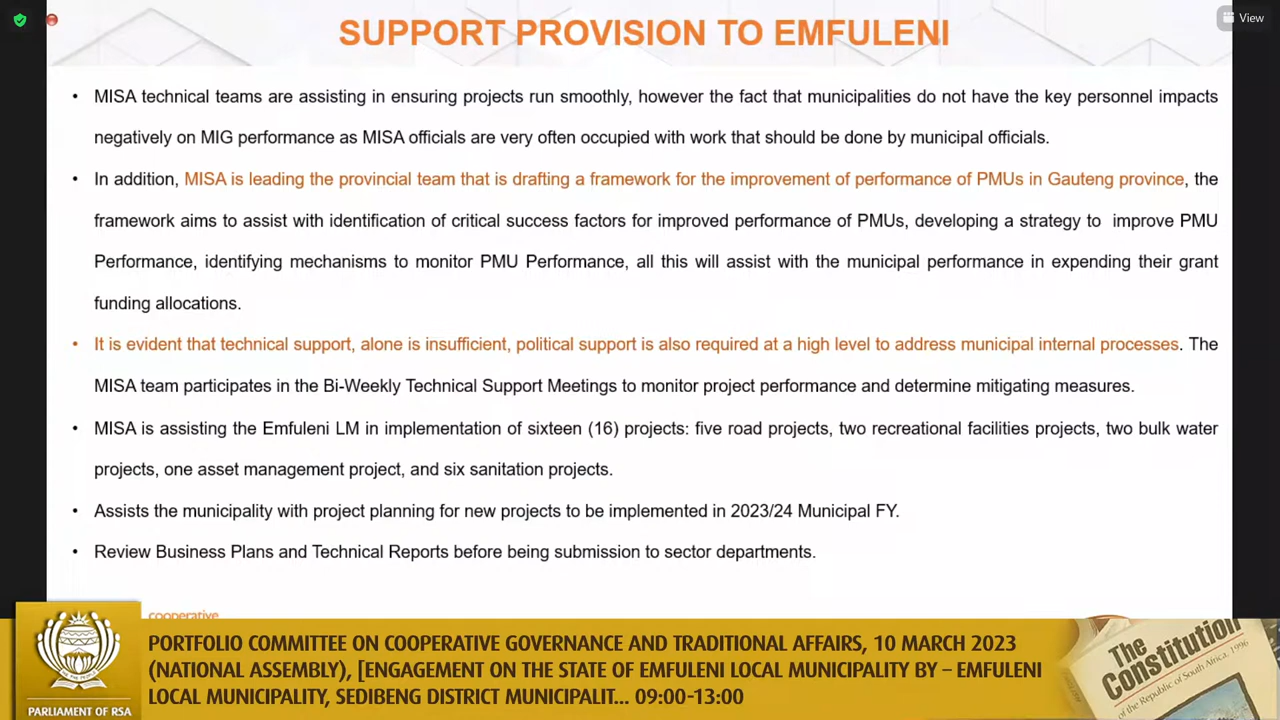 SUPPORT PROVISION TO EMFULENI
View
• MISA technical teams are assisting in ensuring projects run smoothly, however the fact that municipalities do not have the key personnel impacts
negatively on MIG performance as MISA officials are very often occupied with work that should be done by municipal officials.
• In addition, MISA is leading the provincial team that is drafting a framework for the improvement of performance of PMUs in Gauteng province, the
framework aims to assist with identification of critical success factors for improved performance of PMUs, developing a strategy to improve PMU
Performance, identifying mechanisms to monitor PMU Performance, all this will assist with the municipal performance in expending their grant
funding allocations.
• It is evident that technical support, alone is insufficient, political support is also required at a high level to address municipal internal processes. The
MISA team participates in the Bi-Weekly Technical Support Meetings to monitor project performance and determine mitigating measures.
• MISA is assisting the Emfuleni LM in implementation of sixteen (16) projects: five road projects, two recreational facilities projects, two bulk water
projects, one asset management project, and six sanitation projects.
• Assists the municipality with project planning for new projects to be implemented in 2023/24 Municipal FY.
• Review Business Plans and Technical Reports before being submission to sector departments.
cooperative
PORTFOLIO COMMITTEE ON COOPERATIVE GOVERNANCE AND TRADITIONAL AFFAIRS, 10 MARCH 2023
(NATIONAL ASSEMBLY), [ENGAGEMENT ON THE STATE OF EMFULENI LOCAL MUNICIPALITY BY – EMFULENI
LOCAL MUNICIPALITY, SEDIBENG DISTRICT MUNICIPALIT... 09:00-13:00
PARLIAMENT OF RSA
The
Constitution
of the Republic of South Africa, 1996